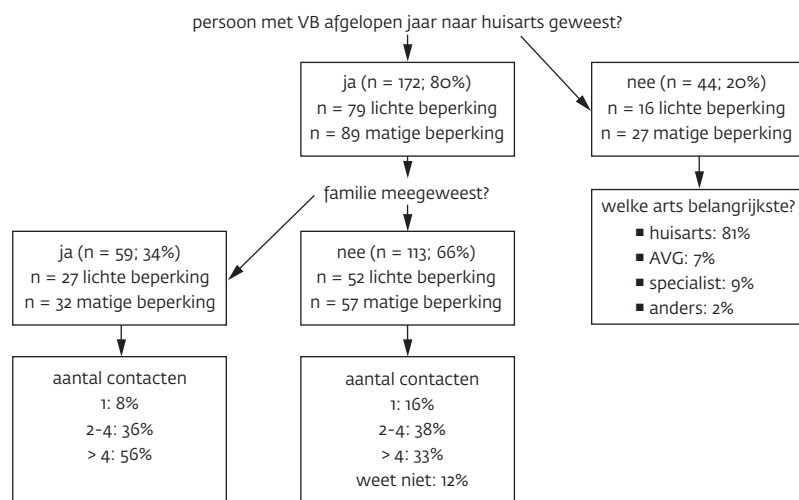 persoon met VB afgelopen jaar naar huisarts geweest?
ja (n = 172; 80%)
n = 79 lichte beperking
n = 89 matige beperking
nee (n = 44; 20%)
n = 16 lichte beperking
n = 27 matige beperking
familie meegeweest?
welke arts belangrijkste?
■ huisarts: 81%
■ AVG: 7%
■ specialist: 9%
■ anders: 2%
ja (n = 59; 34%)
n = 27 lichte beperking
n = 32 matige beperking
nee (n = 113; 66%)
n = 52 lichte beperking
n = 57 matige beperking
aantal contacten
1: 8%
2-4: 36%
> 4: 56%
aantal contacten
1: 16%
2-4: 38%
> 4: 33%
weet niet: 12%